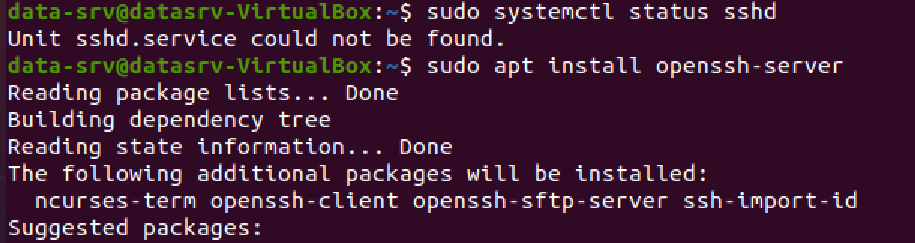 data-srv@datasrv-VirtualBox:~$ sudo systemctl status sshd
Unit sshd.service could not be found.
data-srv@datasrv-VirtualBox:~$ sudo apt install openssh-server
Reading package lists... Done
Building dependency tree
Reading state information... Done
The following additional packages will be installed:
  ncurses-term openssh-client openssh-sftp-server ssh-import-id
Suggested packages: